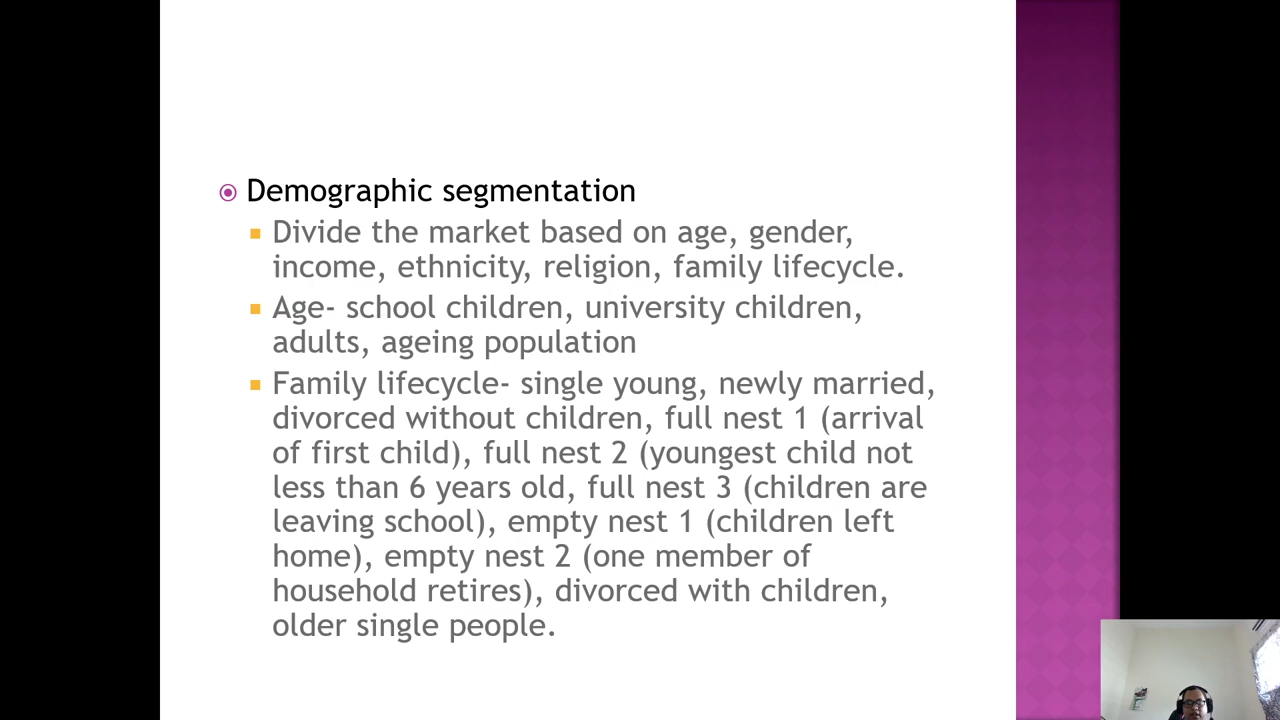 Demographic segmentation
Divide the market based on age, gender,
income, ethnicity, religion, family lifecycle.
Age- school children, university children,
adults, ageing population
Family lifecycle- single young, newly married,
divorced without children, full nest 1 (arrival
of first child), full nest 2 (youngest child not
less than 6 years old, full nest 3 (children are
leaving school), empty nest 1 (children left
home), empty nest 2 (one member of
household retires), divorced with children,
older single people.